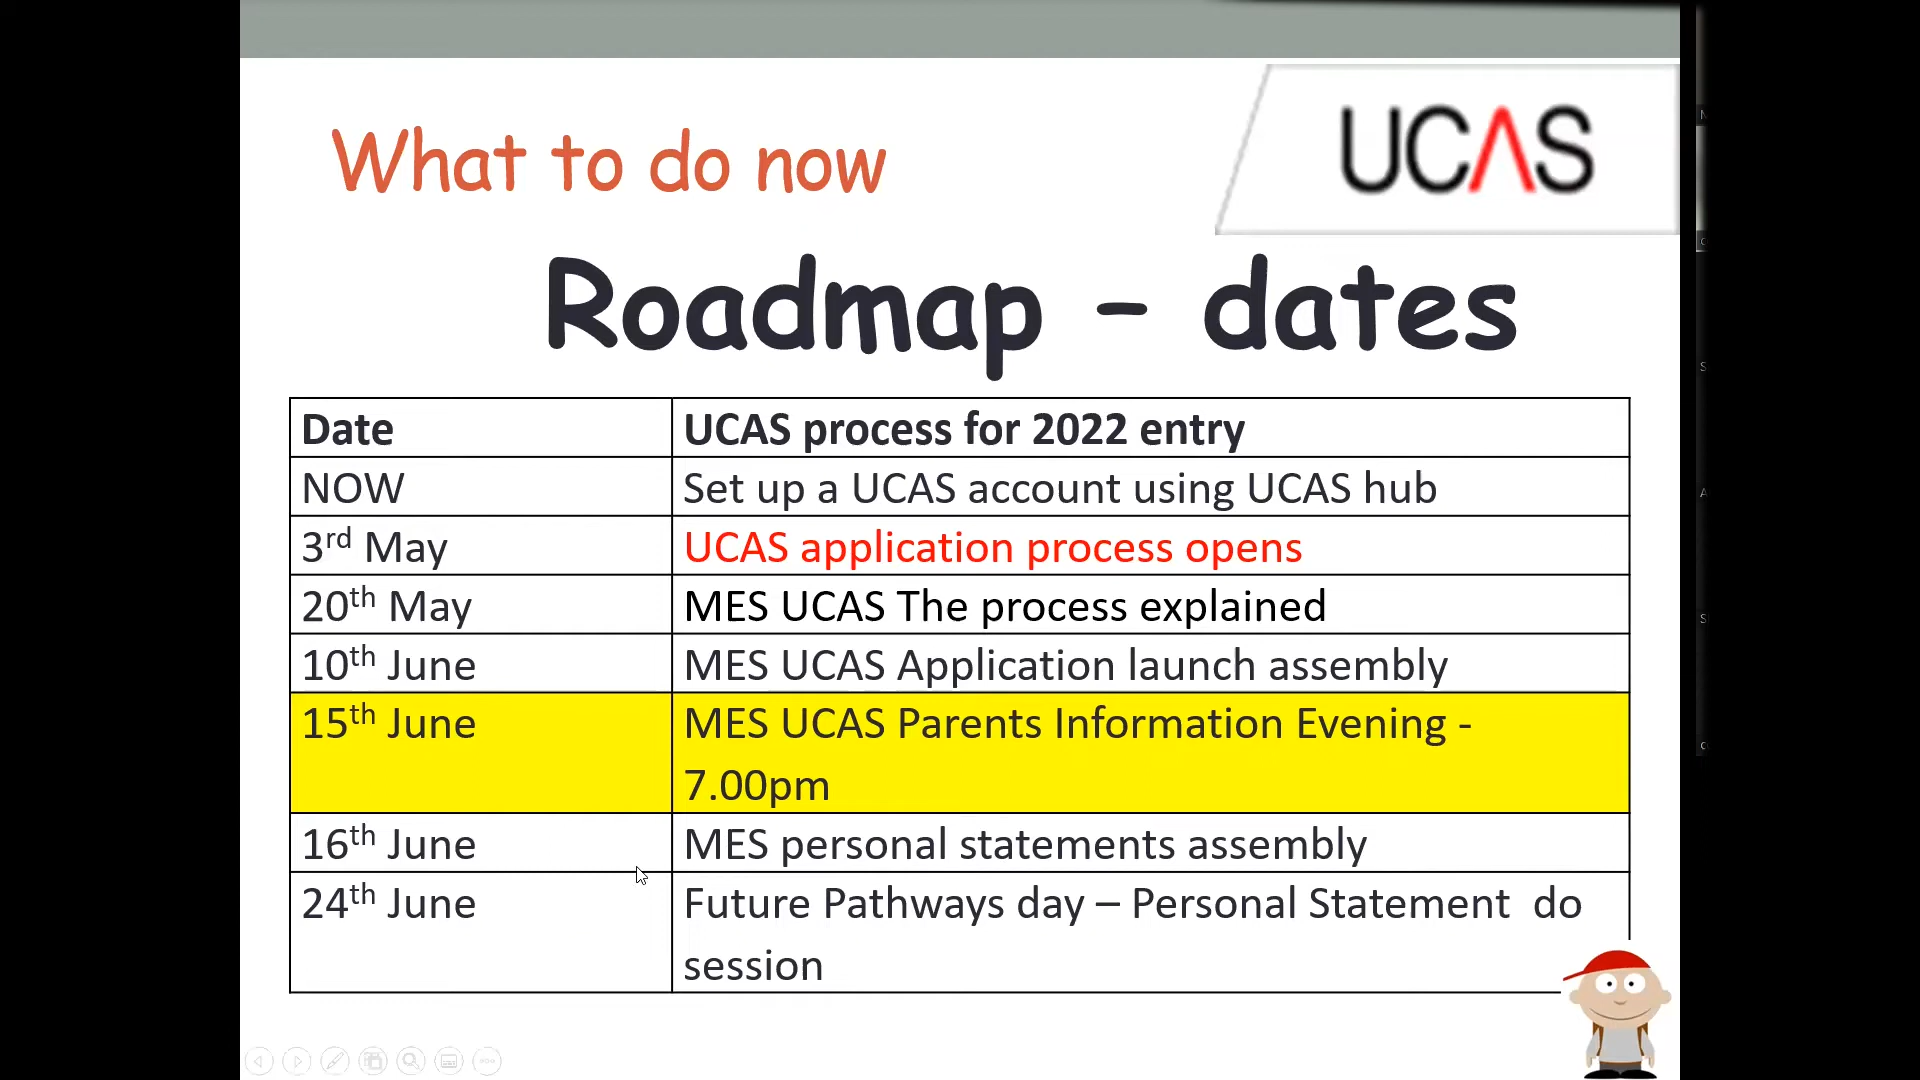 What to do now
UCAS
Roadmap – dates
Date UCAS process for 2022 entry
NOW Set up a UCAS account using UCAS hub
3rd May UCAS application process opens
20th May MES UCAS The process explained
10th June MES UCAS Application launch assembly
15th June MES UCAS Parents Information Evening -
7.00pm
16th June MES personal statements assembly
24th June Future Pathways day – Personal Statement do
session